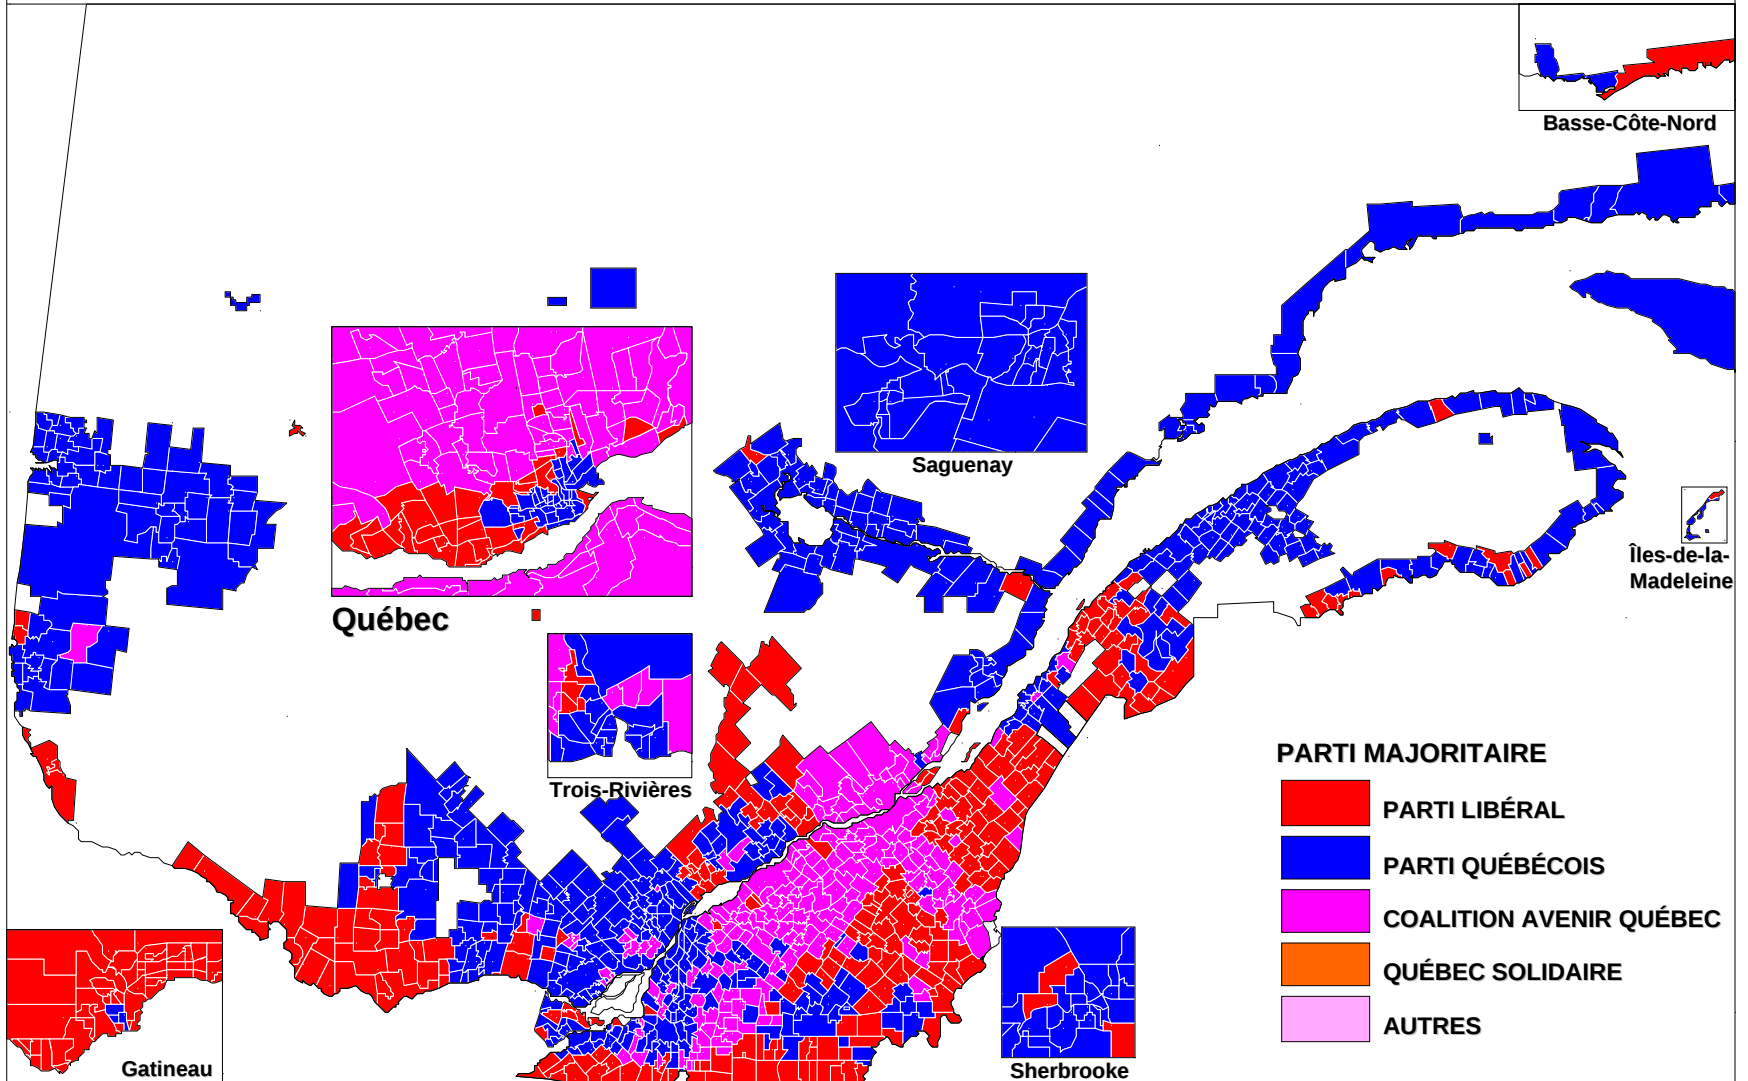 Basse-Côte-Nord
Saguenay
Îles-de-la-
Madeleine
Québec
Trois-Rivières
PARTI MAJORITAIRE
PARTI LIBÉRAL
PARTI QUÉBÉCOIS
COALITION AVENIR QUÉBEC
QUÉBEC SOLIDAIRE
AUTRES
Gatineau
Sherbrooke